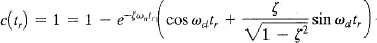 c(t_r) = 1 = 1 − e^{−ζω_n t_r}(cos ω_d t_r + ζ/√(1 − ζ²) sin ω_d t_r)